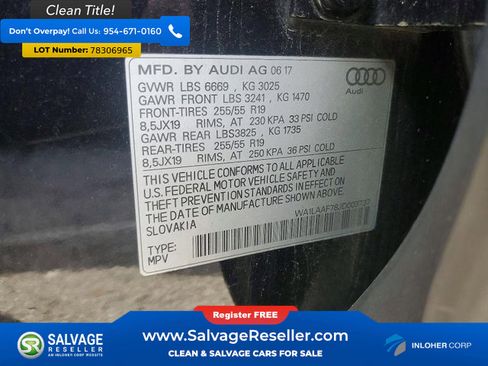 Clean Title!
Don't Overpay! Call Us: 954-671-0160
LOT Number: 78306965
MFD. BY AUDI AG 06 17
GVWR LBS 6669 , KG 3025
GAWR FRONT LBS 3241 , KG 1470
FRONT-TIRES 255/55 R19
8,5JX19 RIMS, AT 230 KPA 33 PSI COLD
GAWR REAR LBS3825 , KG 1735
REAR-TIRES 255/55 R19
8,5JX19 RIMS, AT 250 KPA 36 PSI COLD
THIS VEHICLE CONFORMS TO ALL APPLICABLE
U.S. FEDERAL MOTOR VEHICLE SAFETY AND
THEFT PREVENTION STANDARDS IN EFFECT ON
THE DATE OF MANUFACTURE SHOWN ABOVE.
SLOVAKIA
TYPE:
MPV
Audi
Register FREE!
SALVAGE
RESELLER
AN INLOHER CORP WEBSITE
www.SalvageReseller.com
CLEAN & SALVAGE CARS FOR SALE
INLOHER CORP